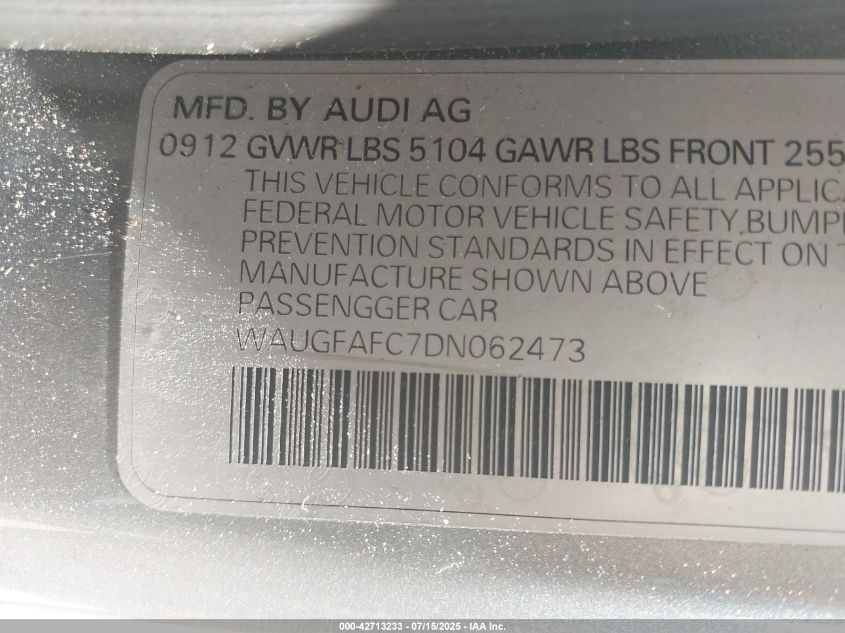 MFD. BY AUDI AG
0912 GVWR LBS 5104 GAWR LBS FRONT 255
THIS VEHICLE CONFORMS TO ALL APPLICA
FEDERAL MOTOR VEHICLE SAFETY,BUMP
PREVENTION STANDARDS IN EFFECT ON T
MANUFACTURE SHOWN ABOVE
PASSENGGER CAR
WAUGFAFC7DN062473
000-42713233 - 07/15/2025 - IAA Inc.